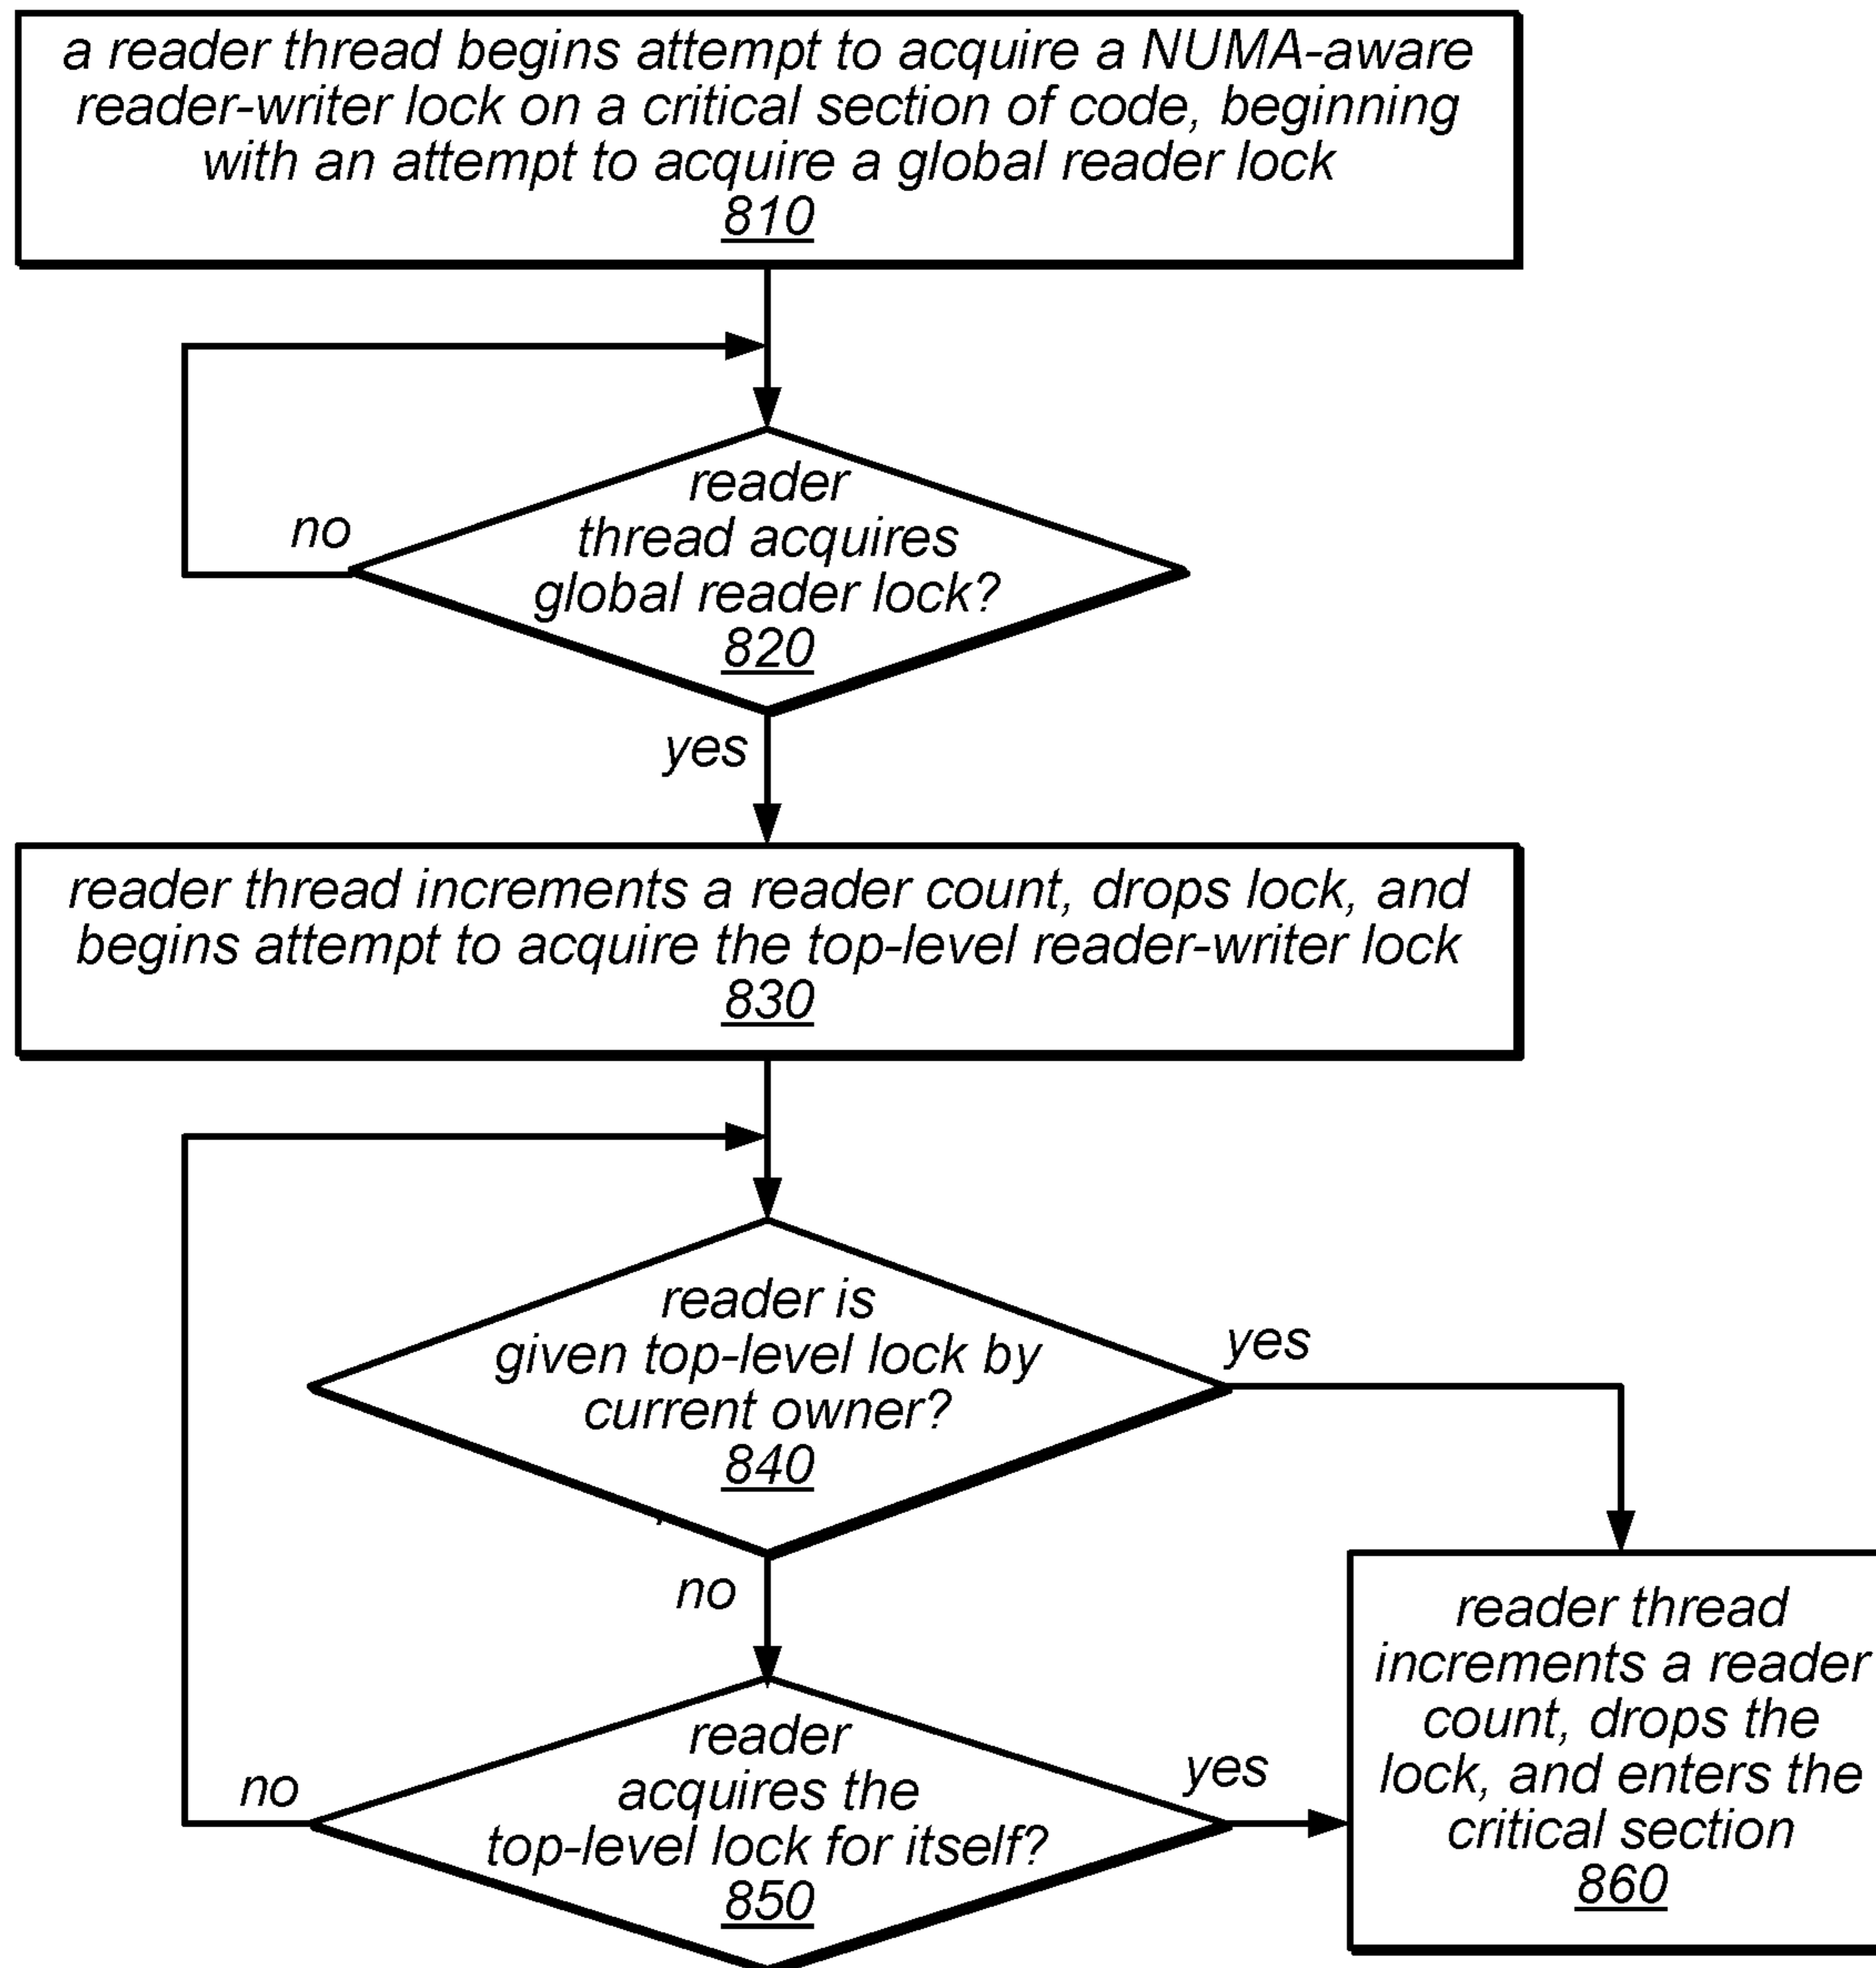 a reader thread begins attempt to acquire a NUMA-aware
reader-writer lock on a critical section of code, beginning
with an attempt to acquire a global reader lock
810
reader
thread acquires
global reader lock?
820
no
yes
reader thread increments a reader count, drops lock, and
begins attempt to acquire the top-level reader-writer lock
830
reader is
given top-level lock by
current owner?
840
yes
no
reader
acquires the
top-level lock for itself?
850
no
yes
reader thread
increments a reader
count, drops the
lock, and enters the
critical section
860